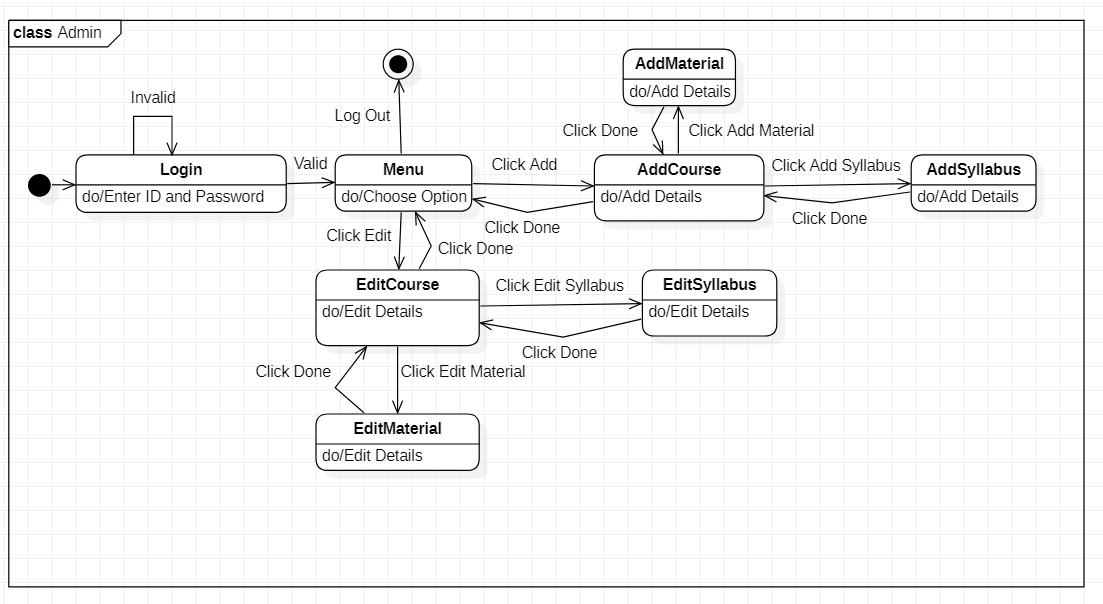 class Admin
Invalid
Log Out
AddMaterial
do/Add Details
Click Done
Click Add Material
Login
do/Enter ID and Password
Valid
Menu
do/Choose Option
Click Add
Click Done
AddCourse
do/Add Details
Click Add Syllabus
Click Done
AddSyllabus
do/Add Details
Click Edit
Click Done
EditCourse
do/Edit Details
Click Edit Syllabus
Click Done
EditSyllabus
do/Edit Details
Click Done
Click Edit Material
EditMaterial
do/Edit Details